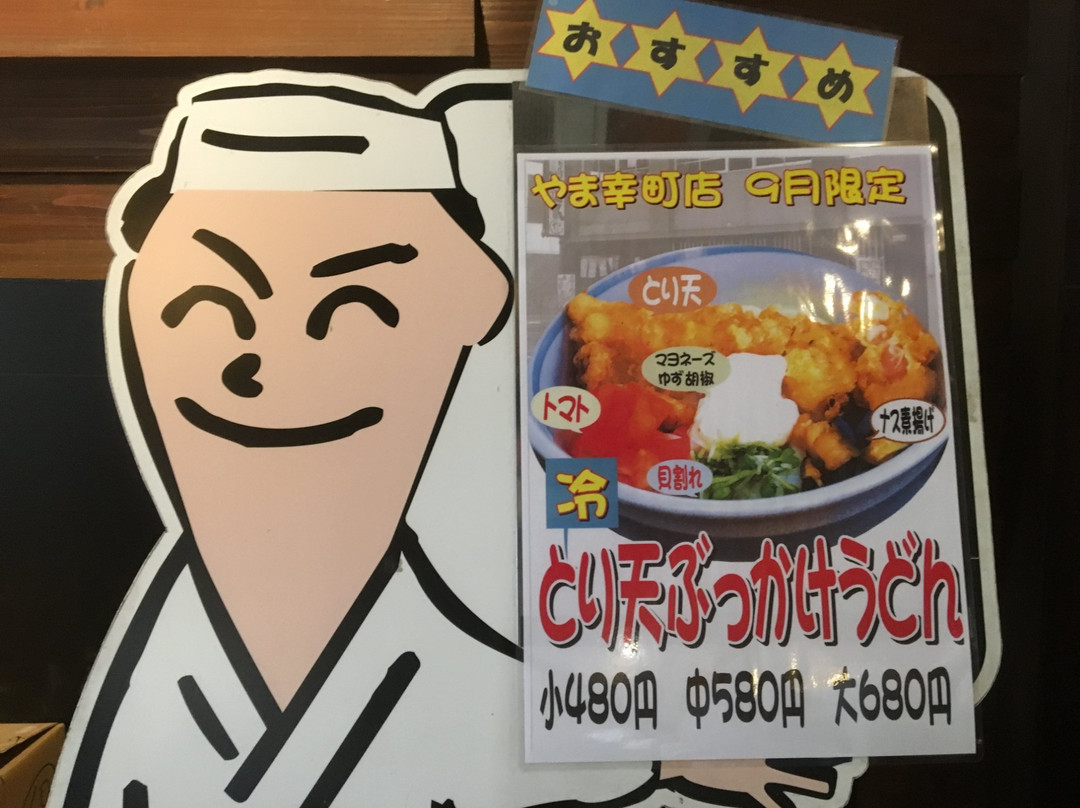 おすすめ
やま幸町店 9月限定
とり天
マヨネーズ
ゆず胡椒
トマト
ナス素揚げ
貝割れ
冷
とり天ぶっかけうどん
小480円 中580円 大680円